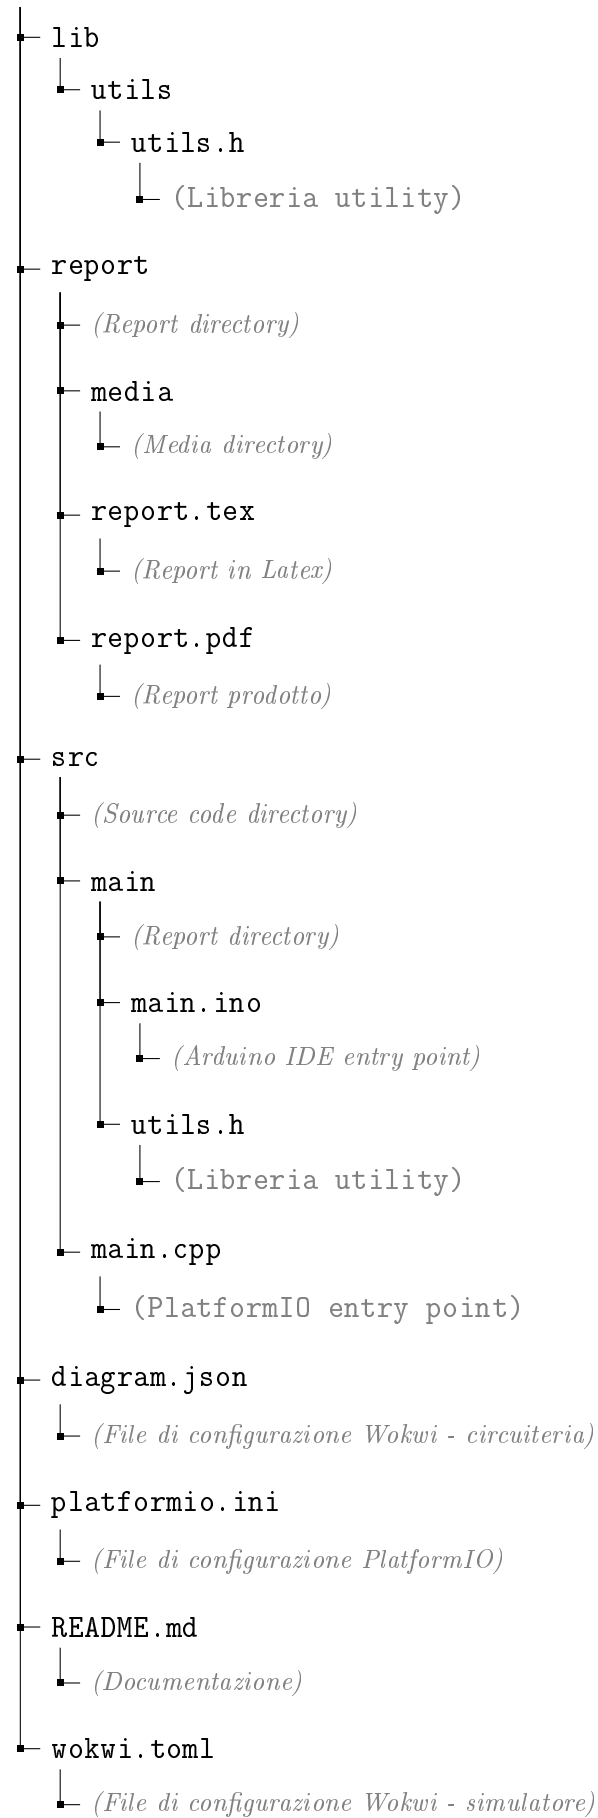 lib
utils
utils.h
(Libreria utility)
report
(Report directory)
media
(Media directory)
report.tex
(Report in Latex)
report.pdf
(Report prodotto)
src
(Source code directory)
main
(Report directory)
main.ino
(Arduino IDE entry point)
utils.h
(Libreria utility)
main.cpp
(PlatformIO entry point)
diagram.json
(File di configurazione Wokwi - circuiteria)
platformio.ini
(File di configurazione PlatformIO)
README.md
(Documentazione)
wokwi.toml
(File di configurazione Wokwi - simulatore)